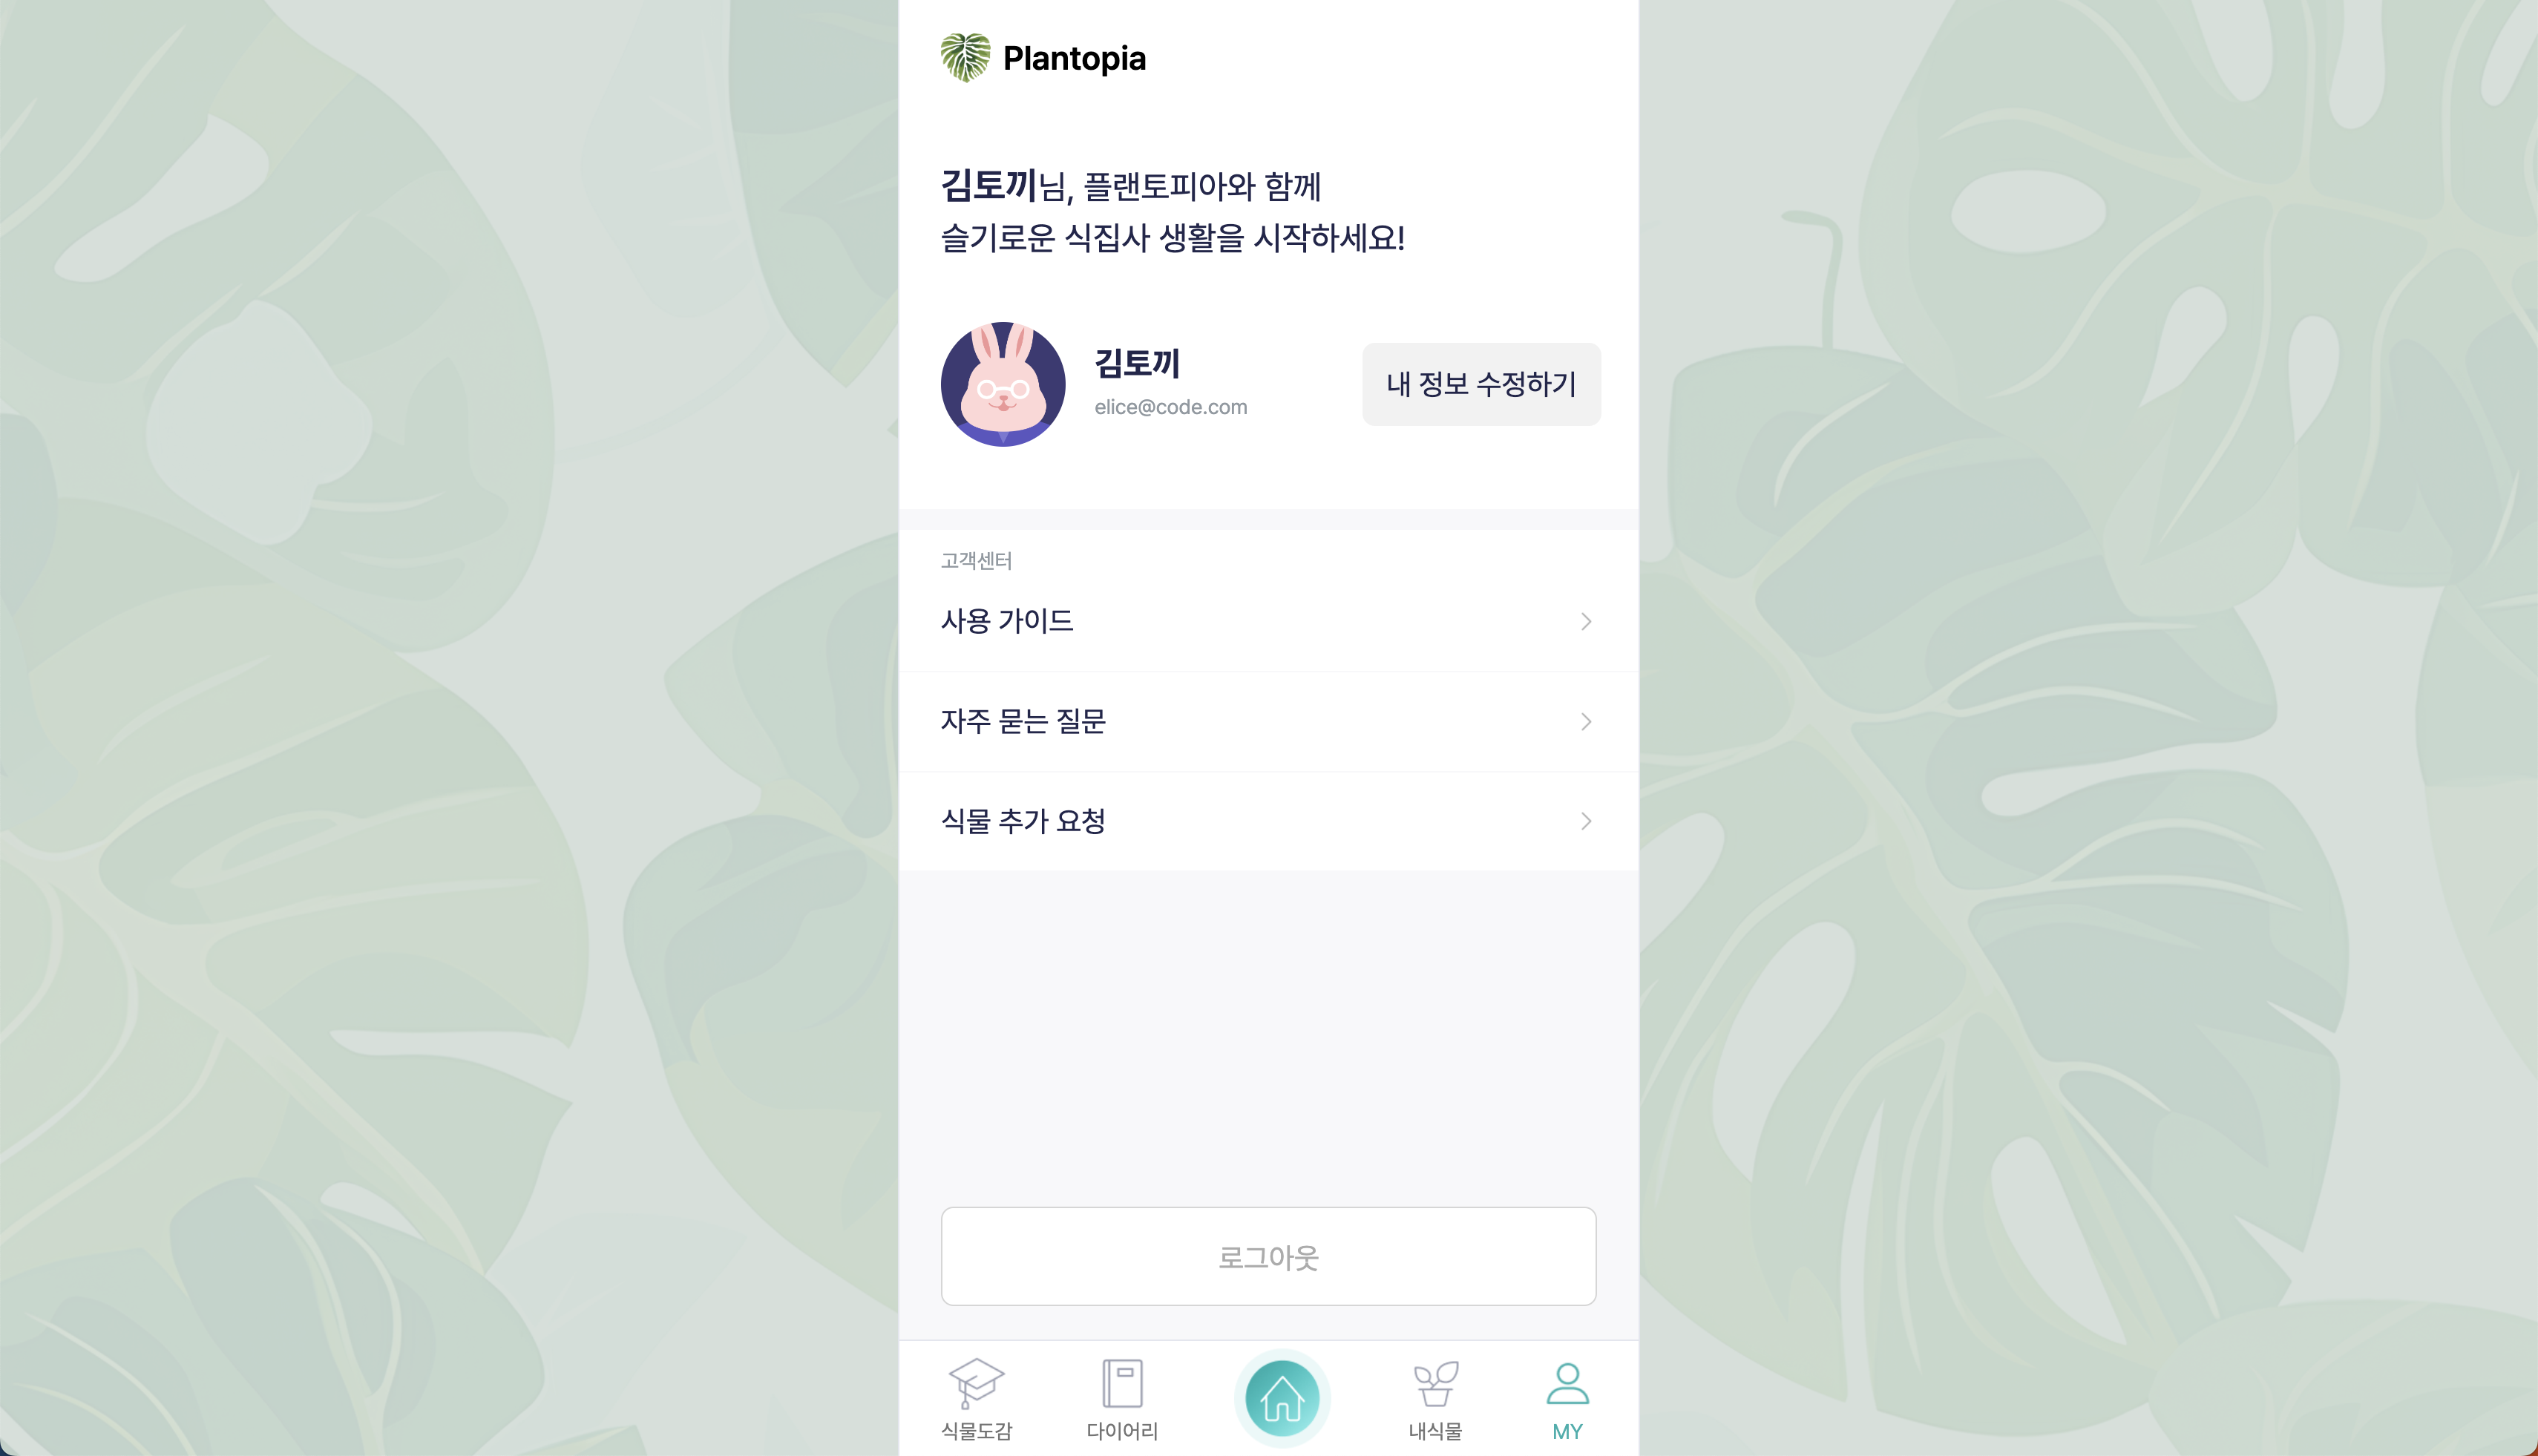 Plantopia
김토끼님, 플랜토피아와 함께
슬기로운 식집사 생활을 시작하세요!
김토끼
elice@code.com
내 정보 수정하기
고객센터
사용 가이드
자주 묻는 질문
식물 추가 요청
로그아웃
식물도감
다이어리
내식물
MY